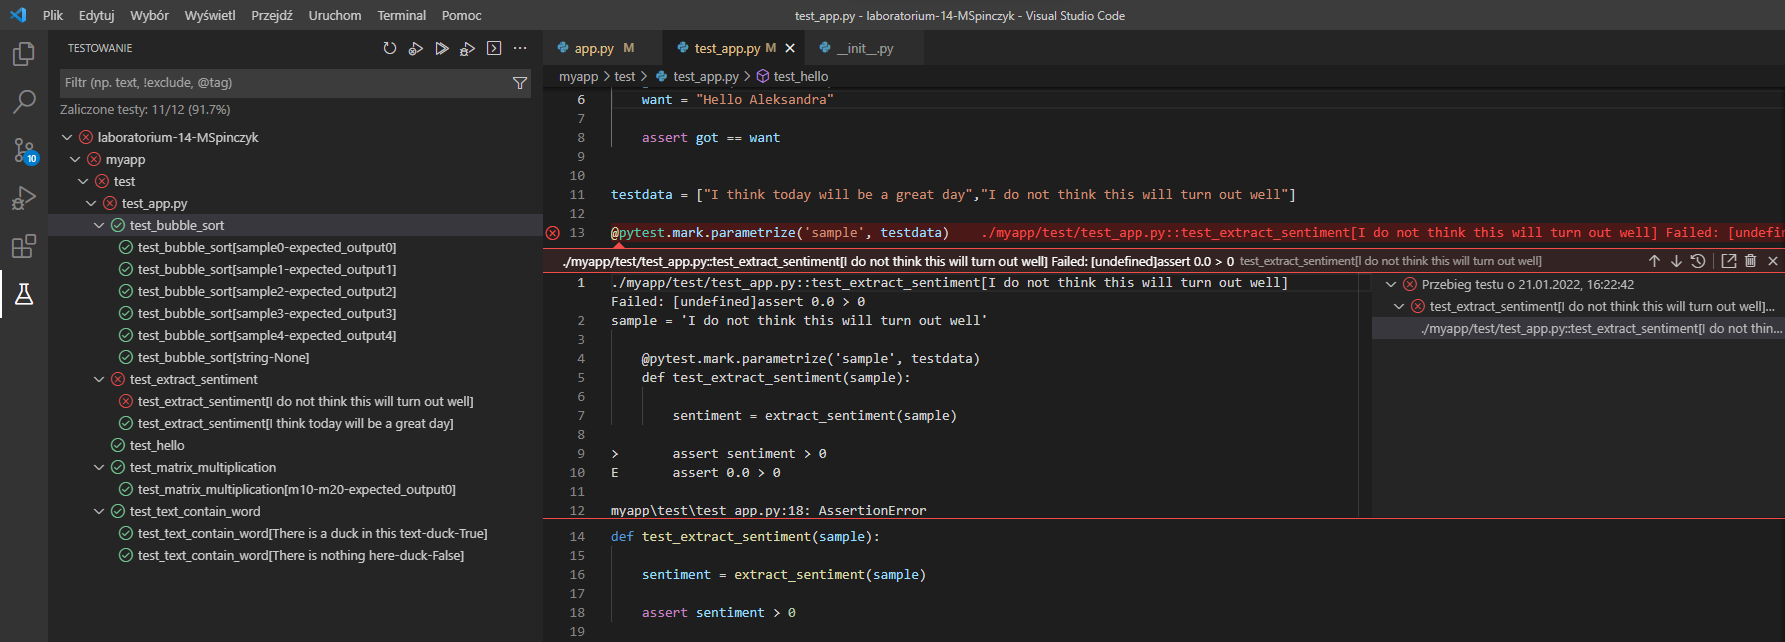 Plik Edytuj Wybór Wyświetl Przejdź Uruchom Terminal Pomoc
test_app.py - laboratorium-14-MSpinczyk - Visual Studio Code
TESTOWANIE
Filtr (np. text, !exclude, @tag)
Zaliczone testy: 11/12 (91.7%)
10
laboratorium-14-MSpinczyk
myapp
test
test_app.py
test_bubble_sort
test_bubble_sort[sample0-expected_output0]
test_bubble_sort[sample1-expected_output1]
test_bubble_sort[sample2-expected_output2]
test_bubble_sort[sample3-expected_output3]
test_bubble_sort[sample4-expected_output4]
test_bubble_sort[string-None]
test_extract_sentiment
test_extract_sentiment[I do not think this will turn out well]
test_extract_sentiment[I think today will be a great day]
test_hello
test_matrix_multiplication
test_matrix_multiplication[m10-m20-expected_output0]
test_text_contain_word
test_text_contain_word[There is a duck in this text-duck-True]
test_text_contain_word[There is nothing here-duck-False]
app.py M test_app.py M __init__.py
myapp > test > test_app.py > test_hello
6 want = "Hello Aleksandra"
7
8 assert got == want
9
10
11 testdata = ["I think today will be a great day","I do not think this will turn out well"]
12
13 @pytest.mark.parametrize('sample', testdata) ./myapp/test/test_app.py::test_extract_sentiment[I do not think this will turn out well] Failed: [undefin
./myapp/test/test_app.py::test_extract_sentiment[I do not think this will turn out well] Failed: [undefined]assert 0.0 > 0 test_extract_sentiment[I do not think this will turn out well]
1 ./myapp/test/test_app.py::test_extract_sentiment[I do not think this will turn out well]
Failed: [undefined]assert 0.0 > 0
2 sample = 'I do not think this will turn out well'
3
4 @pytest.mark.parametrize('sample', testdata)
5 def test_extract_sentiment(sample):
6
7 sentiment = extract_sentiment(sample)
8
9 > assert sentiment > 0
10 E assert 0.0 > 0
11
12 myapp\test\test_app.py:18: AssertionError
Przebieg testu o 21.01.2022, 16:22:42
test_extract_sentiment[I do not think this will turn out well]...
./myapp/test/test_app.py::test_extract_sentiment[I do not thin...
14 def test_extract_sentiment(sample):
15
16 sentiment = extract_sentiment(sample)
17
18 assert sentiment > 0
19